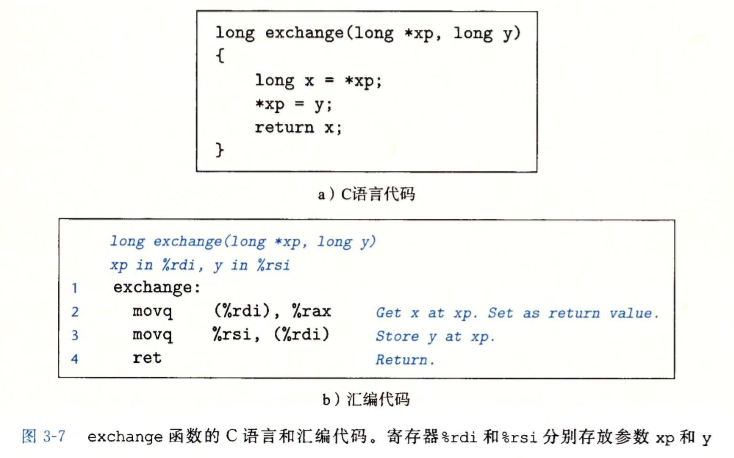 long exchange(long *xp, long y)
{
    long x = *xp;
    *xp = y;
    return x;
}
a）C语言代码
long exchange(long *xp, long y)
xp in %rdi, y in %rsi
1 exchange:
2 movq (%rdi), %rax Get x at xp. Set as return value.
3 movq %rsi, (%rdi) Store y at xp.
4 ret Return.
b）汇编代码
图 3-7 exchange 函数的 C 语言和汇编代码。寄存器%rdi 和%rsi 分别存放参数 xp 和 y